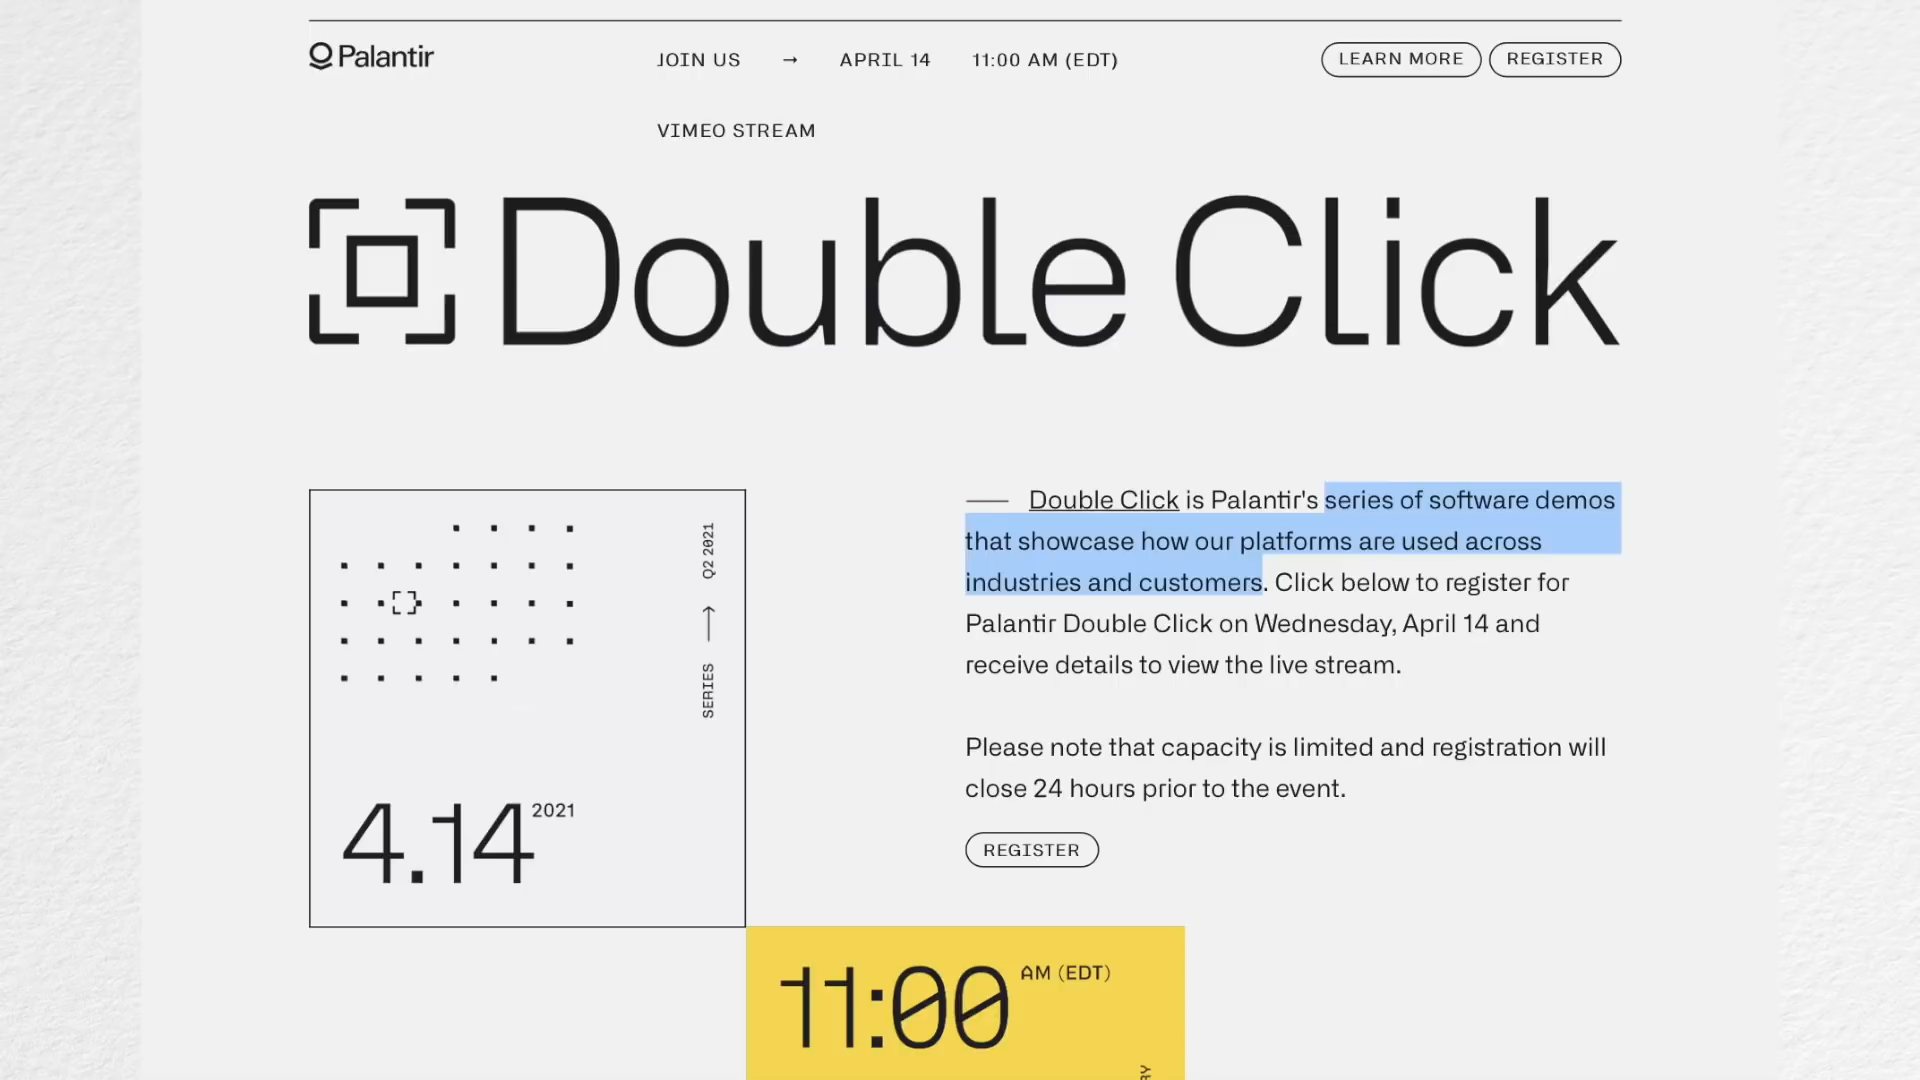 Palantir
JOIN US → APRIL 14 11:00 AM (EDT)
LEARN MORE
REGISTER
VIMEO STREAM
Double Click
SERIES → Q2 2021
4.14 2021
Double Click is Palantir's series of software demos
that showcase how our platforms are used across
industries and customers. Click below to register for
Palantir Double Click on Wednesday, April 14 and
receive details to view the live stream.
Please note that capacity is limited and registration will
close 24 hours prior to the event.
REGISTER
11:00 AM (EDT)